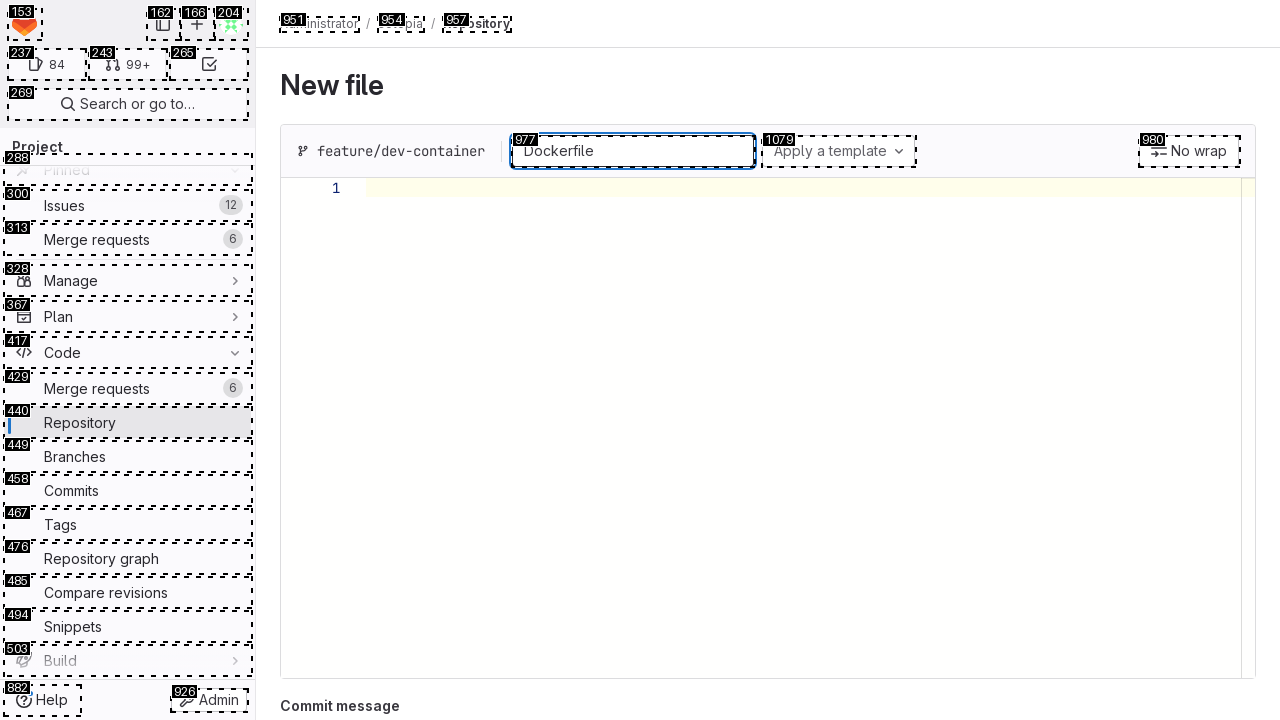 153
162
166
204
237
84
243
99+
265
269
Search or go to…
Project
288
Pinned
300
Issues
12
313
Merge requests
6
328
Manage
367
Plan
417
Code
429
Merge requests
6
440
Repository
449
Branches
458
Commits
467
Tags
476
Repository graph
485
Compare revisions
494
Snippets
503
Build
882
Help
926
Admin
951
954
957
/ /
Repository
New file
feature/dev-container
977
Dockerfile
1079
Apply a template
980
No wrap
1
Commit message